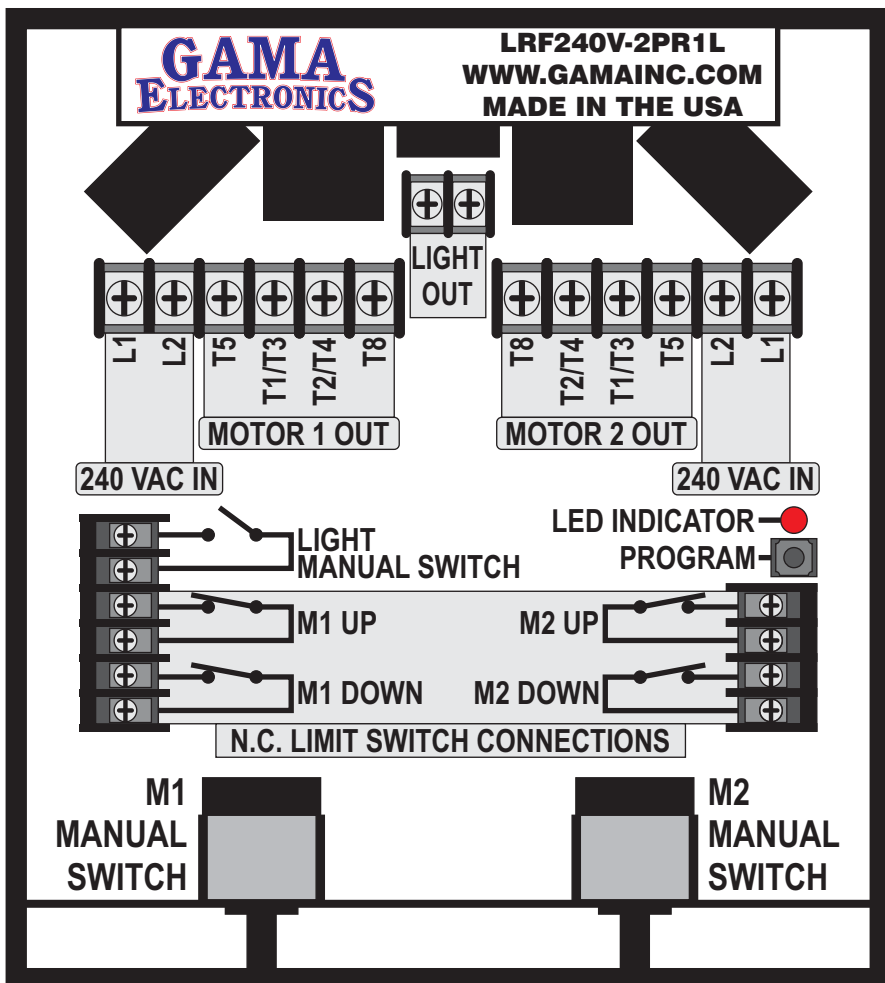 GAMA
ELECTRONICS
LRF240V-2PR1L
WWW.GAMAINC.COM
MADE IN THE USA
LIGHT
OUT
L1
L2
T5
T1/T3
T2/T4
T8
T8
T2/T4
T1/T3
T5
L2
L1
MOTOR 1 OUT
MOTOR 2 OUT
240 VAC IN
240 VAC IN
LED INDICATOR
PROGRAM
LIGHT
MANUAL SWITCH
M1 UP
M2 UP
M1 DOWN
M2 DOWN
N.C. LIMIT SWITCH CONNECTIONS
M1
MANUAL
SWITCH
M2
MANUAL
SWITCH